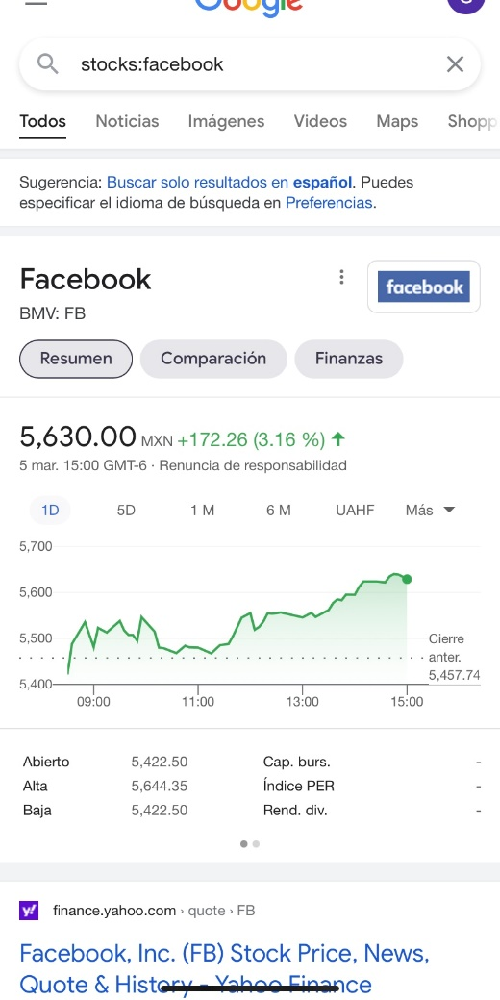 Google
stocks:facebook
Todos Noticias Imágenes Videos Maps Shopp
Sugerencia: Buscar solo resultados en español. Puedes
especificar el idioma de búsqueda en Preferencias.
Facebook
facebook
BMV: FB
Resumen Comparación Finanzas
5,630.00 MXN +172.26 (3.16 %)
5 mar. 15:00 GMT-6 · Renuncia de responsabilidad
1D 5D 1 M 6 M UAHF Más
5,700
5,600
5,500
5,400
Cierre
anter.
5,457.74
09:00 11:00 13:00 15:00
Abierto 5,422.50 Cap. burs. -
Alta 5,644.35 Índice PER -
Baja 5,422.50 Rend. div. -
y! finance.yahoo.com › quote › FB
Facebook, Inc. (FB) Stock Price, News,
Quote & History - Yahoo Finance